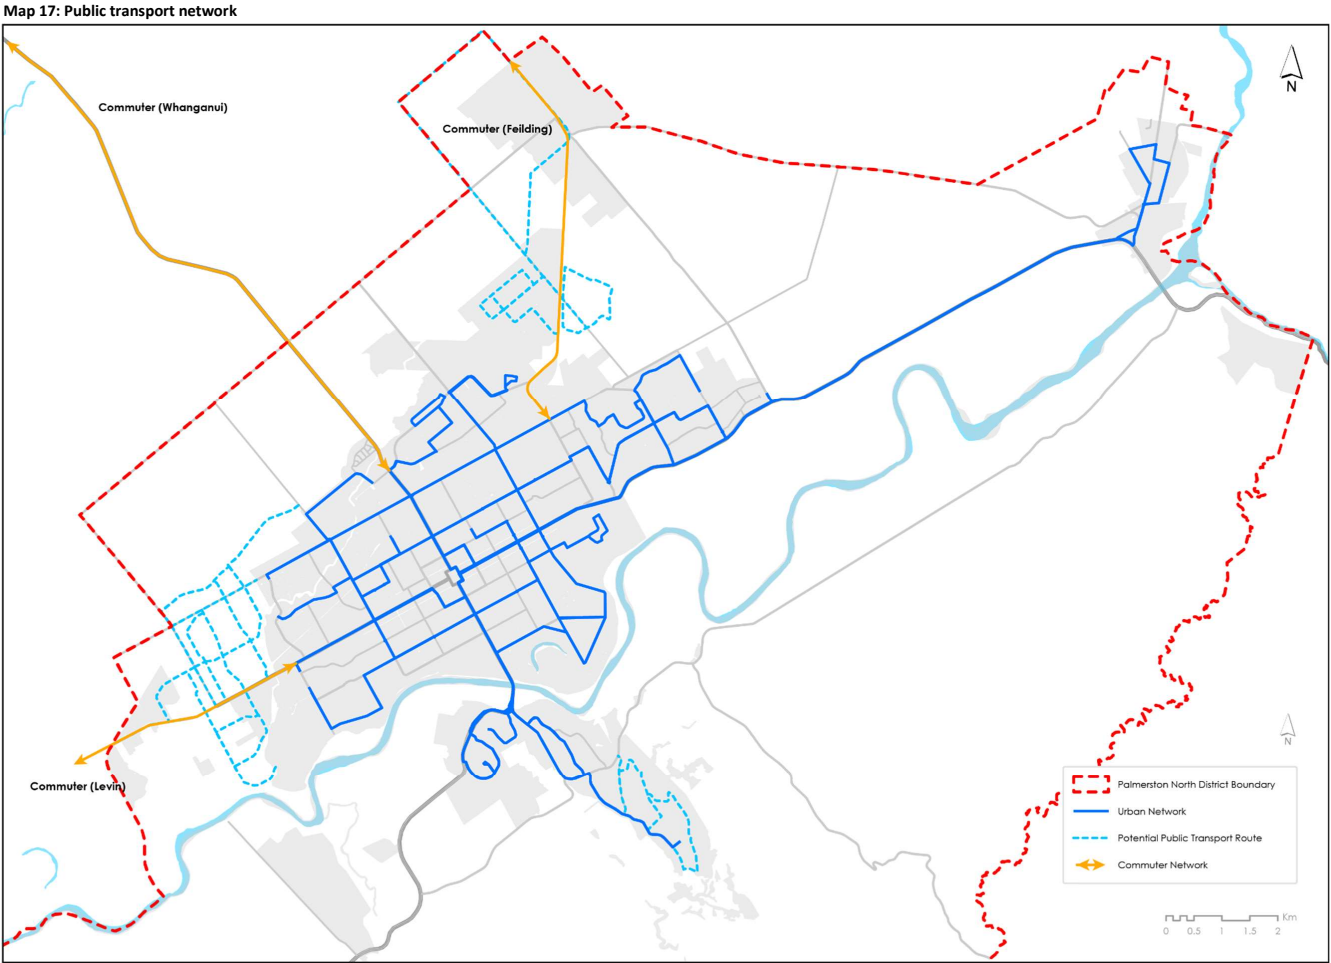 Map 17: Public transport network
N
Commuter (Whanganui)
Commuter (Feilding)
N
Commuter (Levin)
Palmerston North District Boundary
Urban Network
Potential Public Transport Route
Commuter Network
Km
0 0.5 1 1.5 2